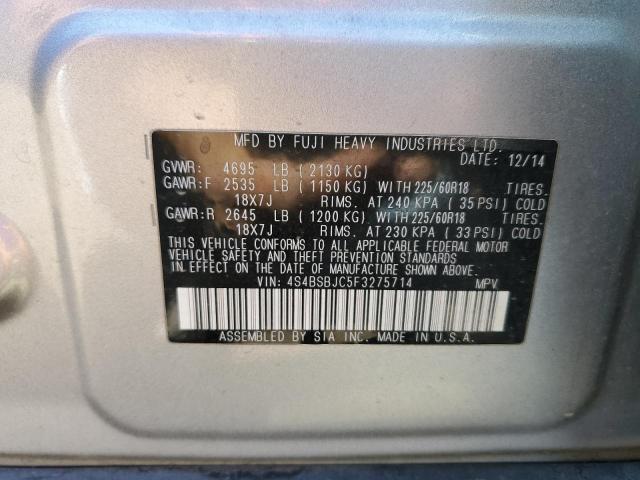 MFD BY FUJI HEAVY INDUSTRIES LTD.
DATE: 12/14
GVWR: 4695 LB ( 2130 KG)
GAWR:F 2535 LB ( 1150 KG) WITH 225/60R18 TIRES.
18X7J RIMS. AT 240 KPA ( 35 PSI) COLD
GAWR:R 2645 LB ( 1200 KG) WITH 225/60R18 TIRES.
18X7J RIMS. AT 230 KPA ( 33 PSI) COLD
THIS VEHICLE CONFORMS TO ALL APPLICABLE FEDERAL MOTOR
VEHICLE SAFETY AND THEFT PREVENTION STANDARDS
IN EFFECT ON THE DATE OF MANUFACTURE SHOWN ABOVE.
VIN: 4S4BSBJC5F3275714 MPV
ASSEMBLED BY SIA INC. MADE IN U.S.A.